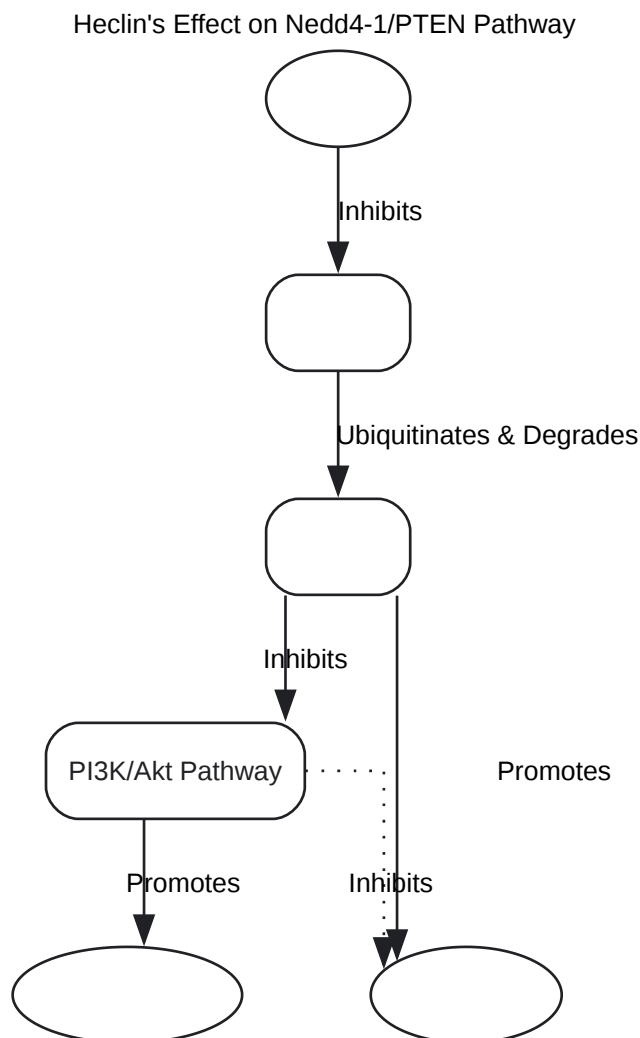 Heclin's Effect on Nedd4-1/PTEN Pathway
Inhibits
Ubiquitinates & Degrades
Inhibits
PI3K/Akt Pathway
Promotes
Promotes
Inhibits